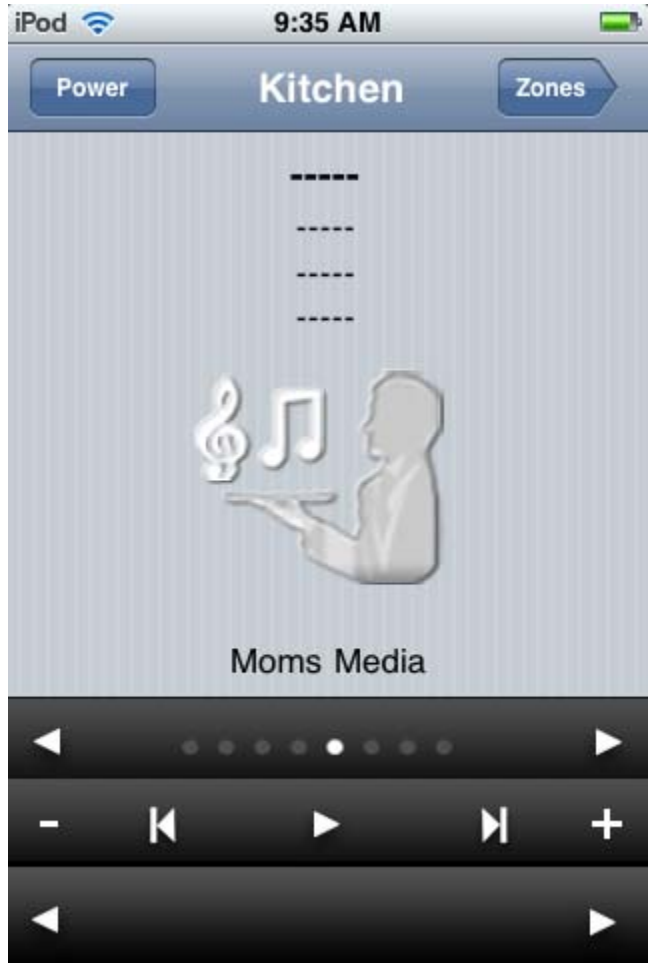 iPod 9:35 AM
Power Kitchen Zones
-----
-----
-----
-----
Moms Media
- +